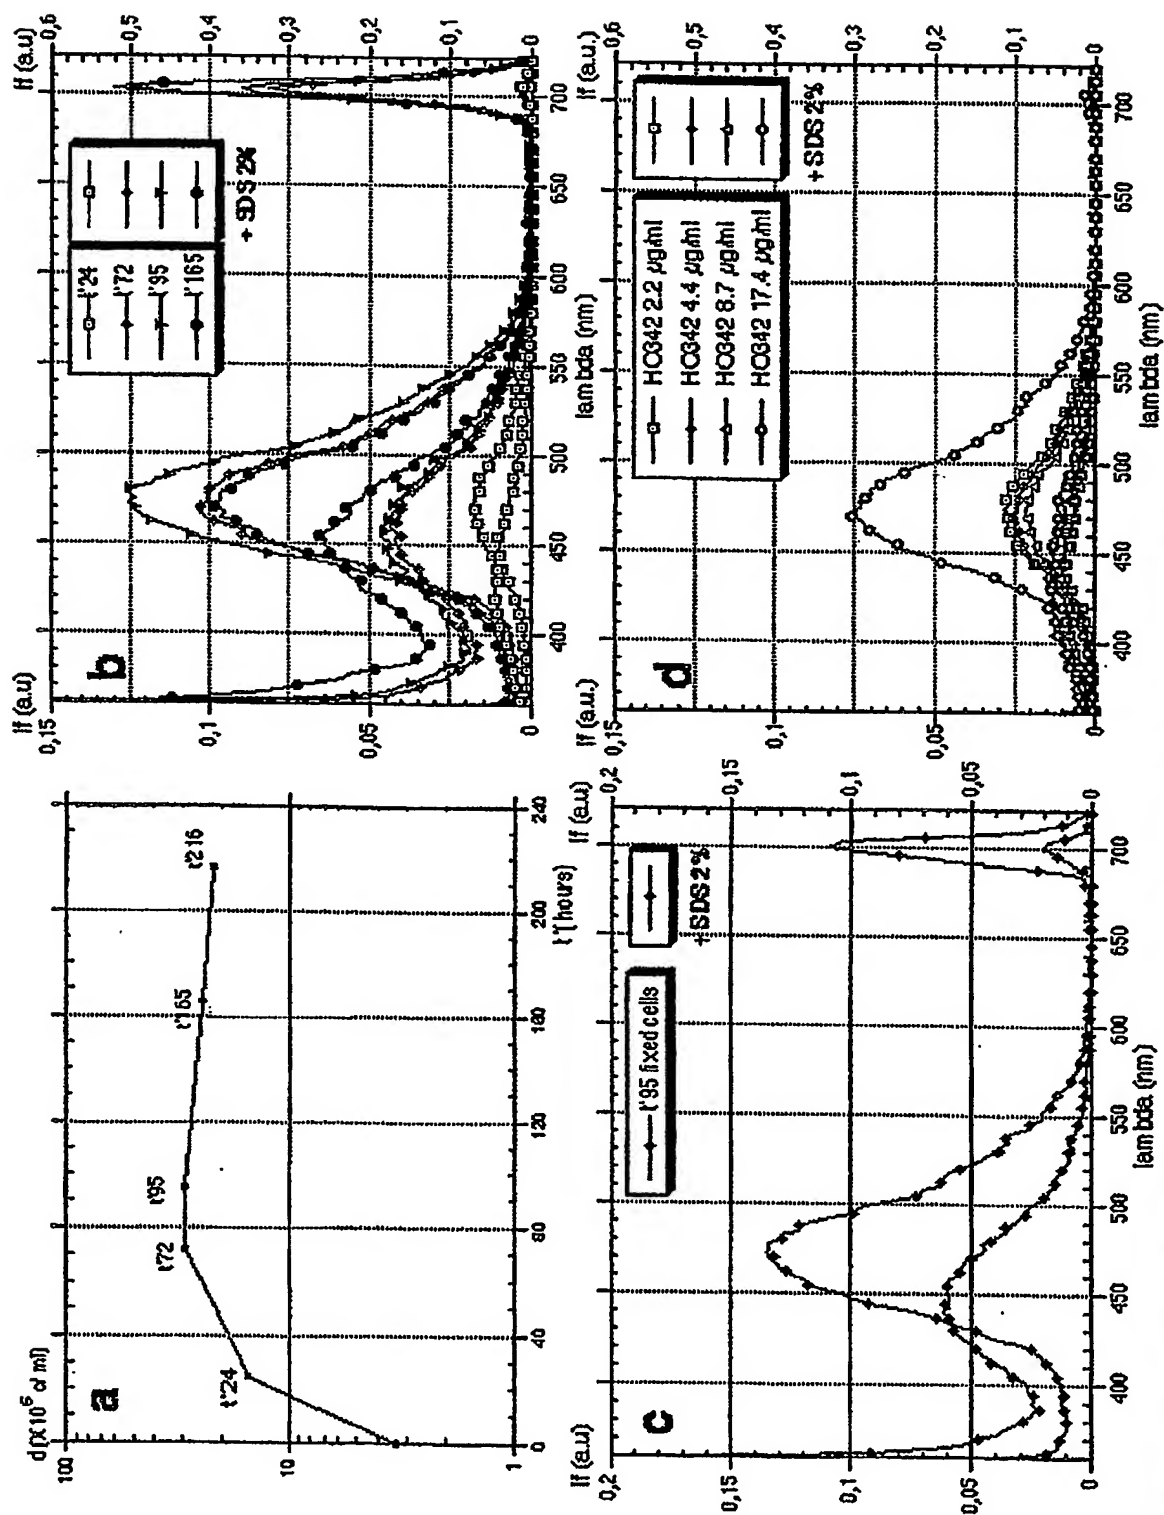 a
d(X10⁵ c/ ml)
100
10
1
0
40
80
120
160
200
240
t'(hours)
t'24
t'72
t'95
t'165
t'216
b
If (a.u)
0,15
0,1
0,05
0
If (a.u)
0,6
0,5
0,4
0,3
0,2
0,1
0
400
450
500
550
600
650
700
lambda (nm)
t'24
t'72
t'95
t'165
+ SDS 2%
c
If (a.u)
0,2
0,15
0,1
0,05
0
If (a.u)
0,2
0,15
0,1
0,05
0
400
450
500
550
600
650
700
lambda (nm)
t'95 fixed cells
+SDS 2%
d
If (a.u.)
0,15
0,1
0,05
0
If (a.u.)
0,6
0,5
0,4
0,3
0,2
0,1
0
400
450
500
550
600
650
700
lambda (nm)
HO342 2.2 µg/ml
HO342 4.4 µg/ml
HO342 8.7 µg/ml
HO342 17.4 µg/ml
+SDS 2%